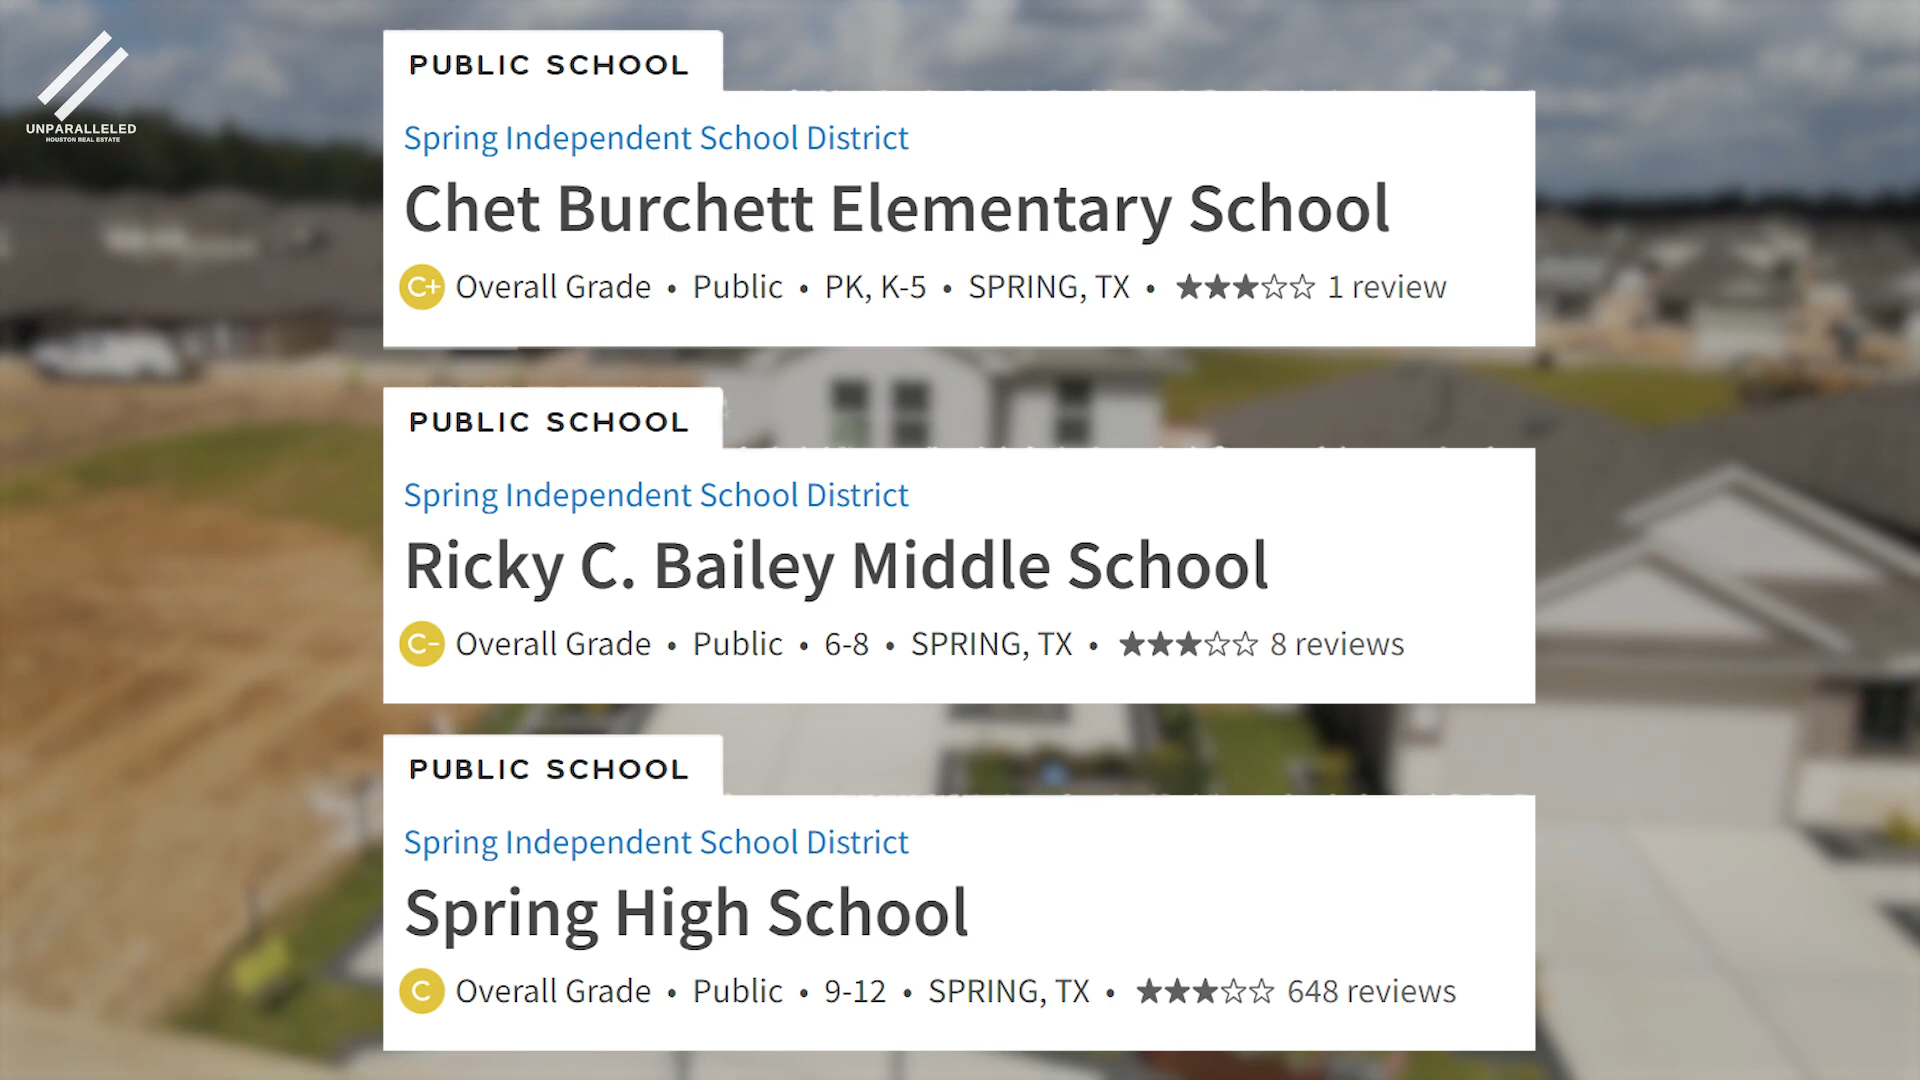 UNPARALLELED
HOUSTON REAL ESTATE
PUBLIC SCHOOL
Spring Independent School District
Chet Burchett Elementary School
C+ Overall Grade • Public • PK, K-5 • SPRING, TX • ★★★☆☆ 1 review
PUBLIC SCHOOL
Spring Independent School District
Ricky C. Bailey Middle School
C- Overall Grade • Public • 6-8 • SPRING, TX • ★★★☆☆ 8 reviews
PUBLIC SCHOOL
Spring Independent School District
Spring High School
C Overall Grade • Public • 9-12 • SPRING, TX • ★★★☆☆ 648 reviews